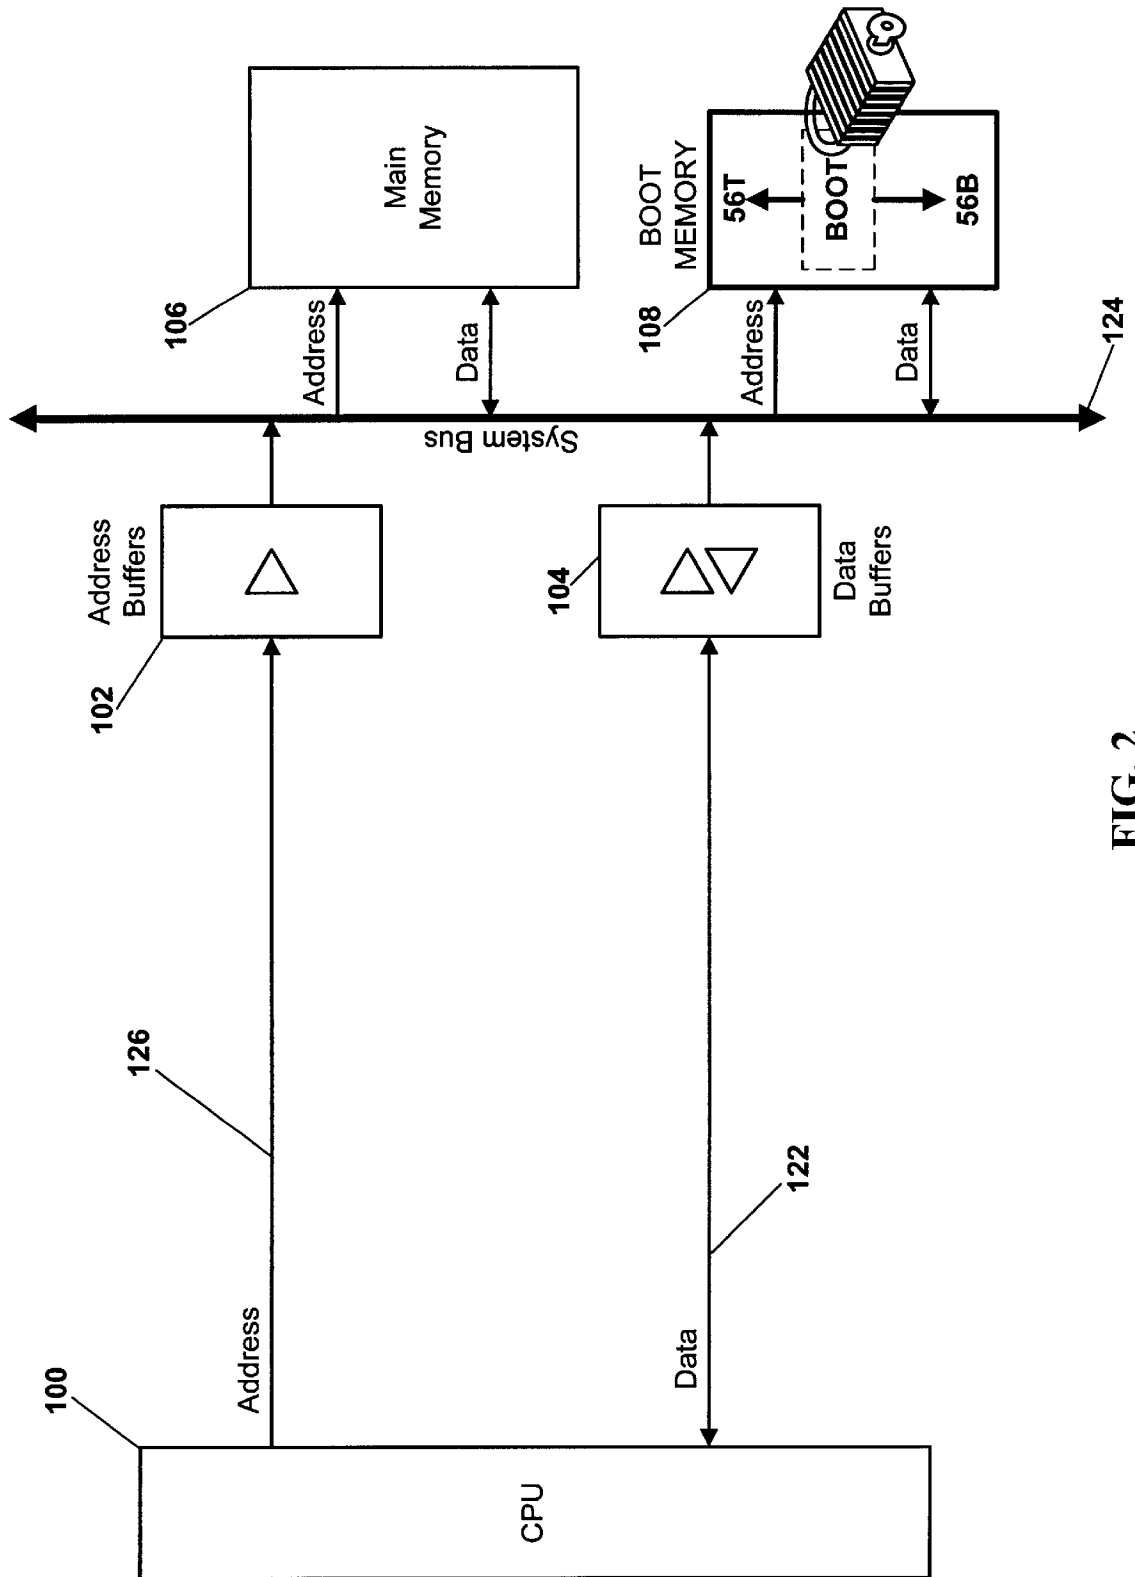 100
CPU
Address
126
Data
122
102
Address
Buffers
104
Data
Buffers
System Bus
124
106
Main
Memory
Address
Data
BOOT
MEMORY
108
56T
BOOT
56B
Address
Data
FIG. 2